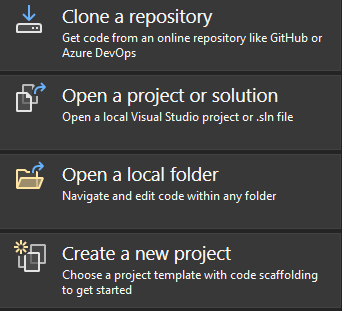 Clone a repository
Get code from an online repository like GitHub or
Azure DevOps
Open a project or solution
Open a local Visual Studio project or .sln file
Open a local folder
Navigate and edit code within any folder
Create a new project
Choose a project template with code scaffolding
to get started